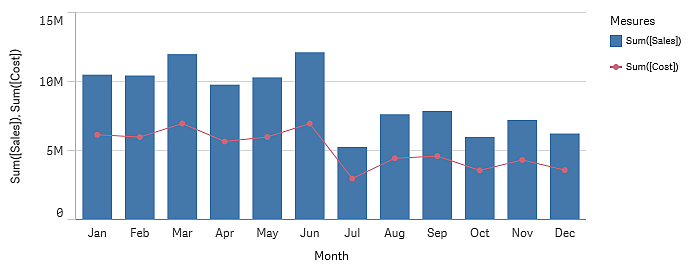 15M
10M
5M
0
Sum([Sales]), Sum([Cost])
Jan Feb Mar Apr May Jun Jul Aug Sep Oct Nov Dec
Month
Mesures
Sum([Sales])
Sum([Cost])